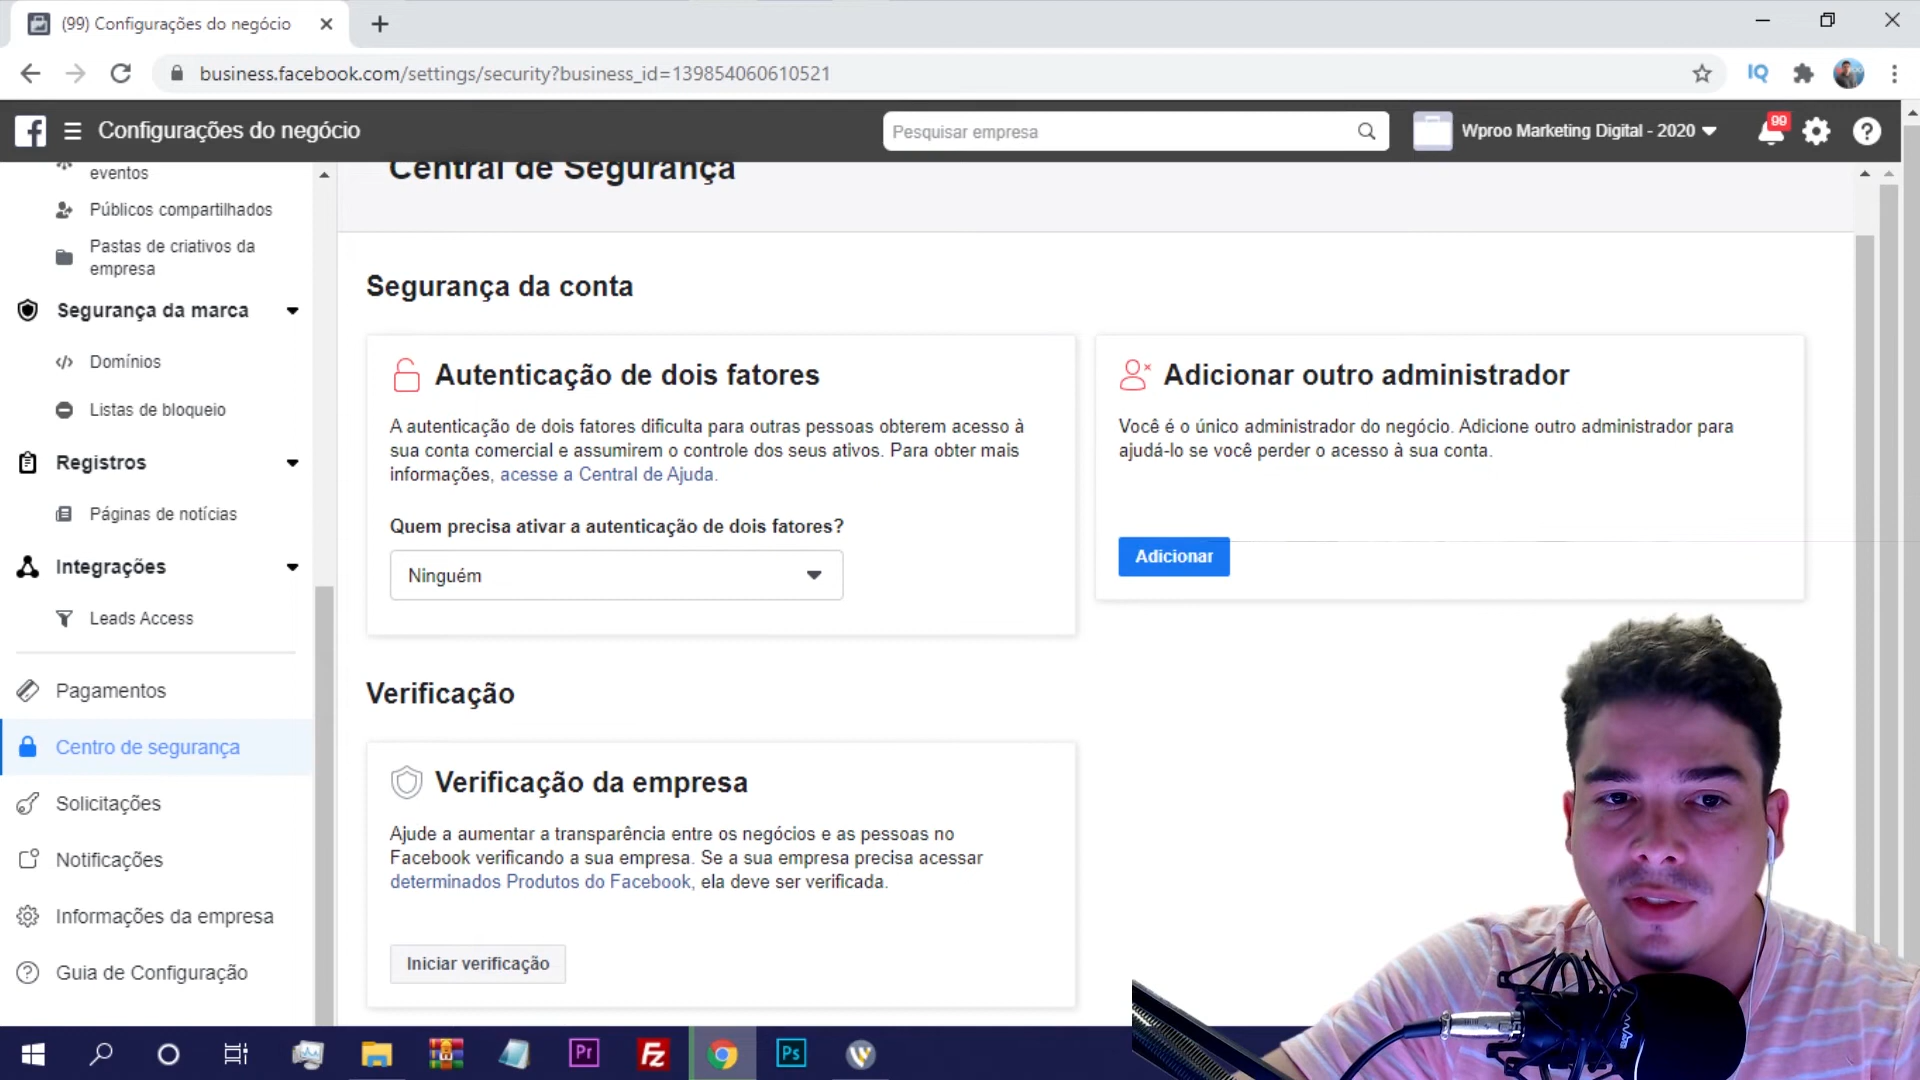 (99) Configurações do negócio
business.facebook.com/settings/security?business_id=139854060610521
IQ
Configurações do negócio
Pesquisar empresa
Wproo Marketing Digital - 2020
99
eventos
Públicos compartilhados
Pastas de criativos da
empresa
Segurança da marca
Domínios
Listas de bloqueio
Registros
Páginas de notícias
Integrações
Leads Access
Pagamentos
Centro de segurança
Solicitações
Notificações
Informações da empresa
Guia de Configuração
Central de Segurança
Segurança da conta
Autenticação de dois fatores
A autenticação de dois fatores dificulta para outras pessoas obterem acesso à
sua conta comercial e assumirem o controle dos seus ativos. Para obter mais
informações, acesse a Central de Ajuda.
Quem precisa ativar a autenticação de dois fatores?
Ninguém
Adicionar outro administrador
Você é o único administrador do negócio. Adicione outro administrador para
ajudá-lo se você perder o acesso à sua conta.
Adicionar
Verificação
Verificação da empresa
Ajude a aumentar a transparência entre os negócios e as pessoas no
Facebook verificando a sua empresa. Se a sua empresa precisa acessar
determinados Produtos do Facebook, ela deve ser verificada.
Iniciar verificação
Pr
Fz
Ps